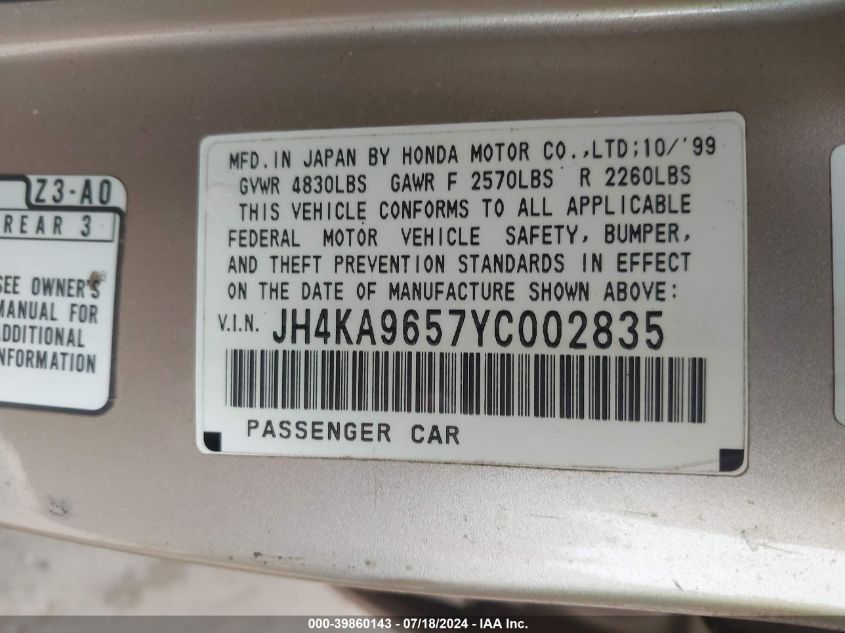 MFD. IN JAPAN BY HONDA MOTOR CO.,LTD;10/'99
GVWR 4830LBS GAWR F 2570LBS R 2260LBS
THIS VEHICLE CONFORMS TO ALL APPLICABLE
FEDERAL MOTOR VEHICLE SAFETY, BUMPER,
AND THEFT PREVENTION STANDARDS IN EFFECT
ON THE DATE OF MANUFACTURE SHOWN ABOVE:
V.I.N. JH4KA9657YC002835
PASSENGER CAR
Z3-A0
REAR 3
SEE OWNER'S
MANUAL FOR
ADDITIONAL
INFORMATION
000-39860143 - 07/18/2024 - IAA Inc.